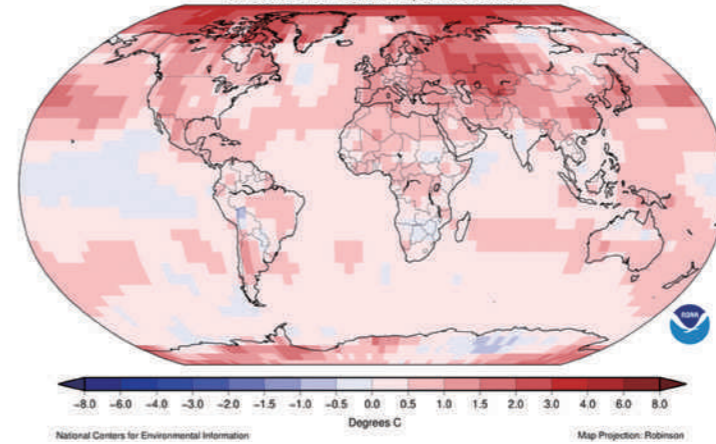 NOAA
-8.0 -6.0 -4.0 -3.0 -2.0 -1.5 -1.0 -0.5 0.0 0.5 1.0 1.5 2.0 3.0 4.0 6.0 8.0
Degrees C
National Centers for Environmental Information Map Projection: Robinson